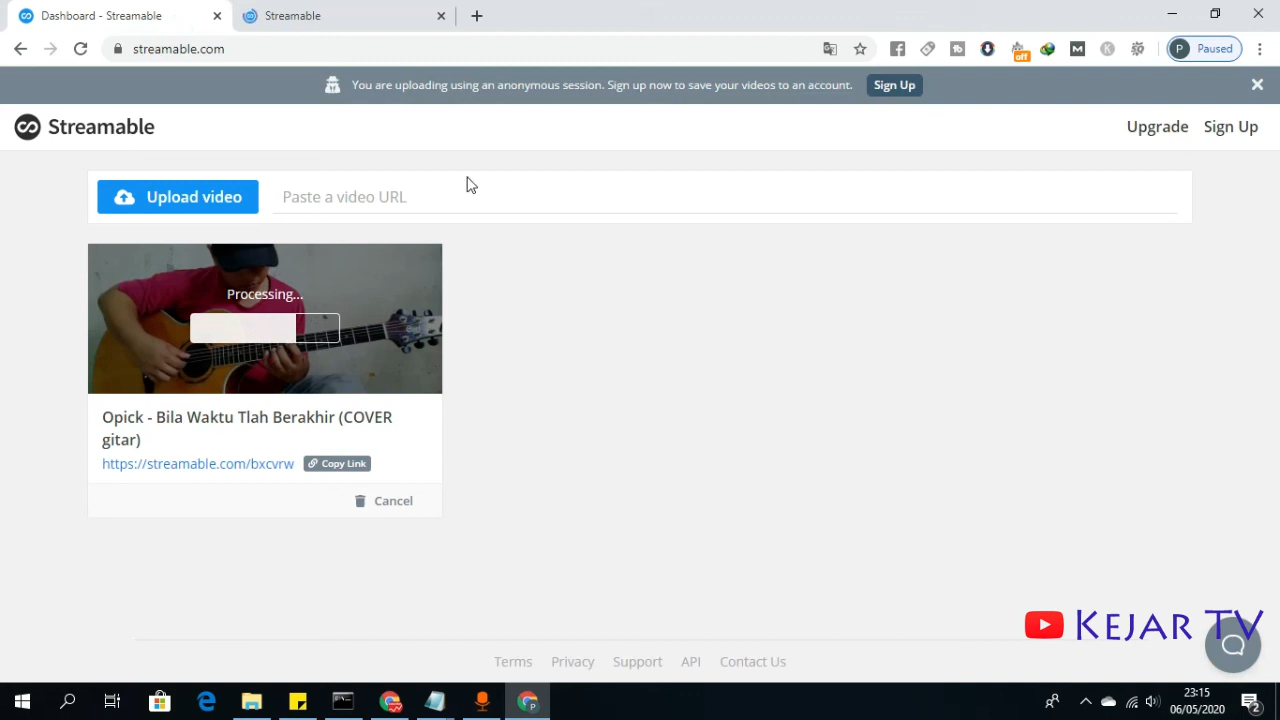 Dashboard - Streamable
Streamable
streamable.com
off
M
K
P
Paused
You are uploading using an anonymous session. Sign up now to save your videos to an account.
Sign Up
Streamable
Upgrade
Sign Up
Upload video
Paste a video URL
Processing...
Opick - Bila Waktu Tlah Berakhir (COVER
gitar)
https://streamable.com/bxcvrw
Copy Link
Cancel
KEJAR TV
Terms
Privacy
Support
API
Contact Us
23:15
06/05/2020
2